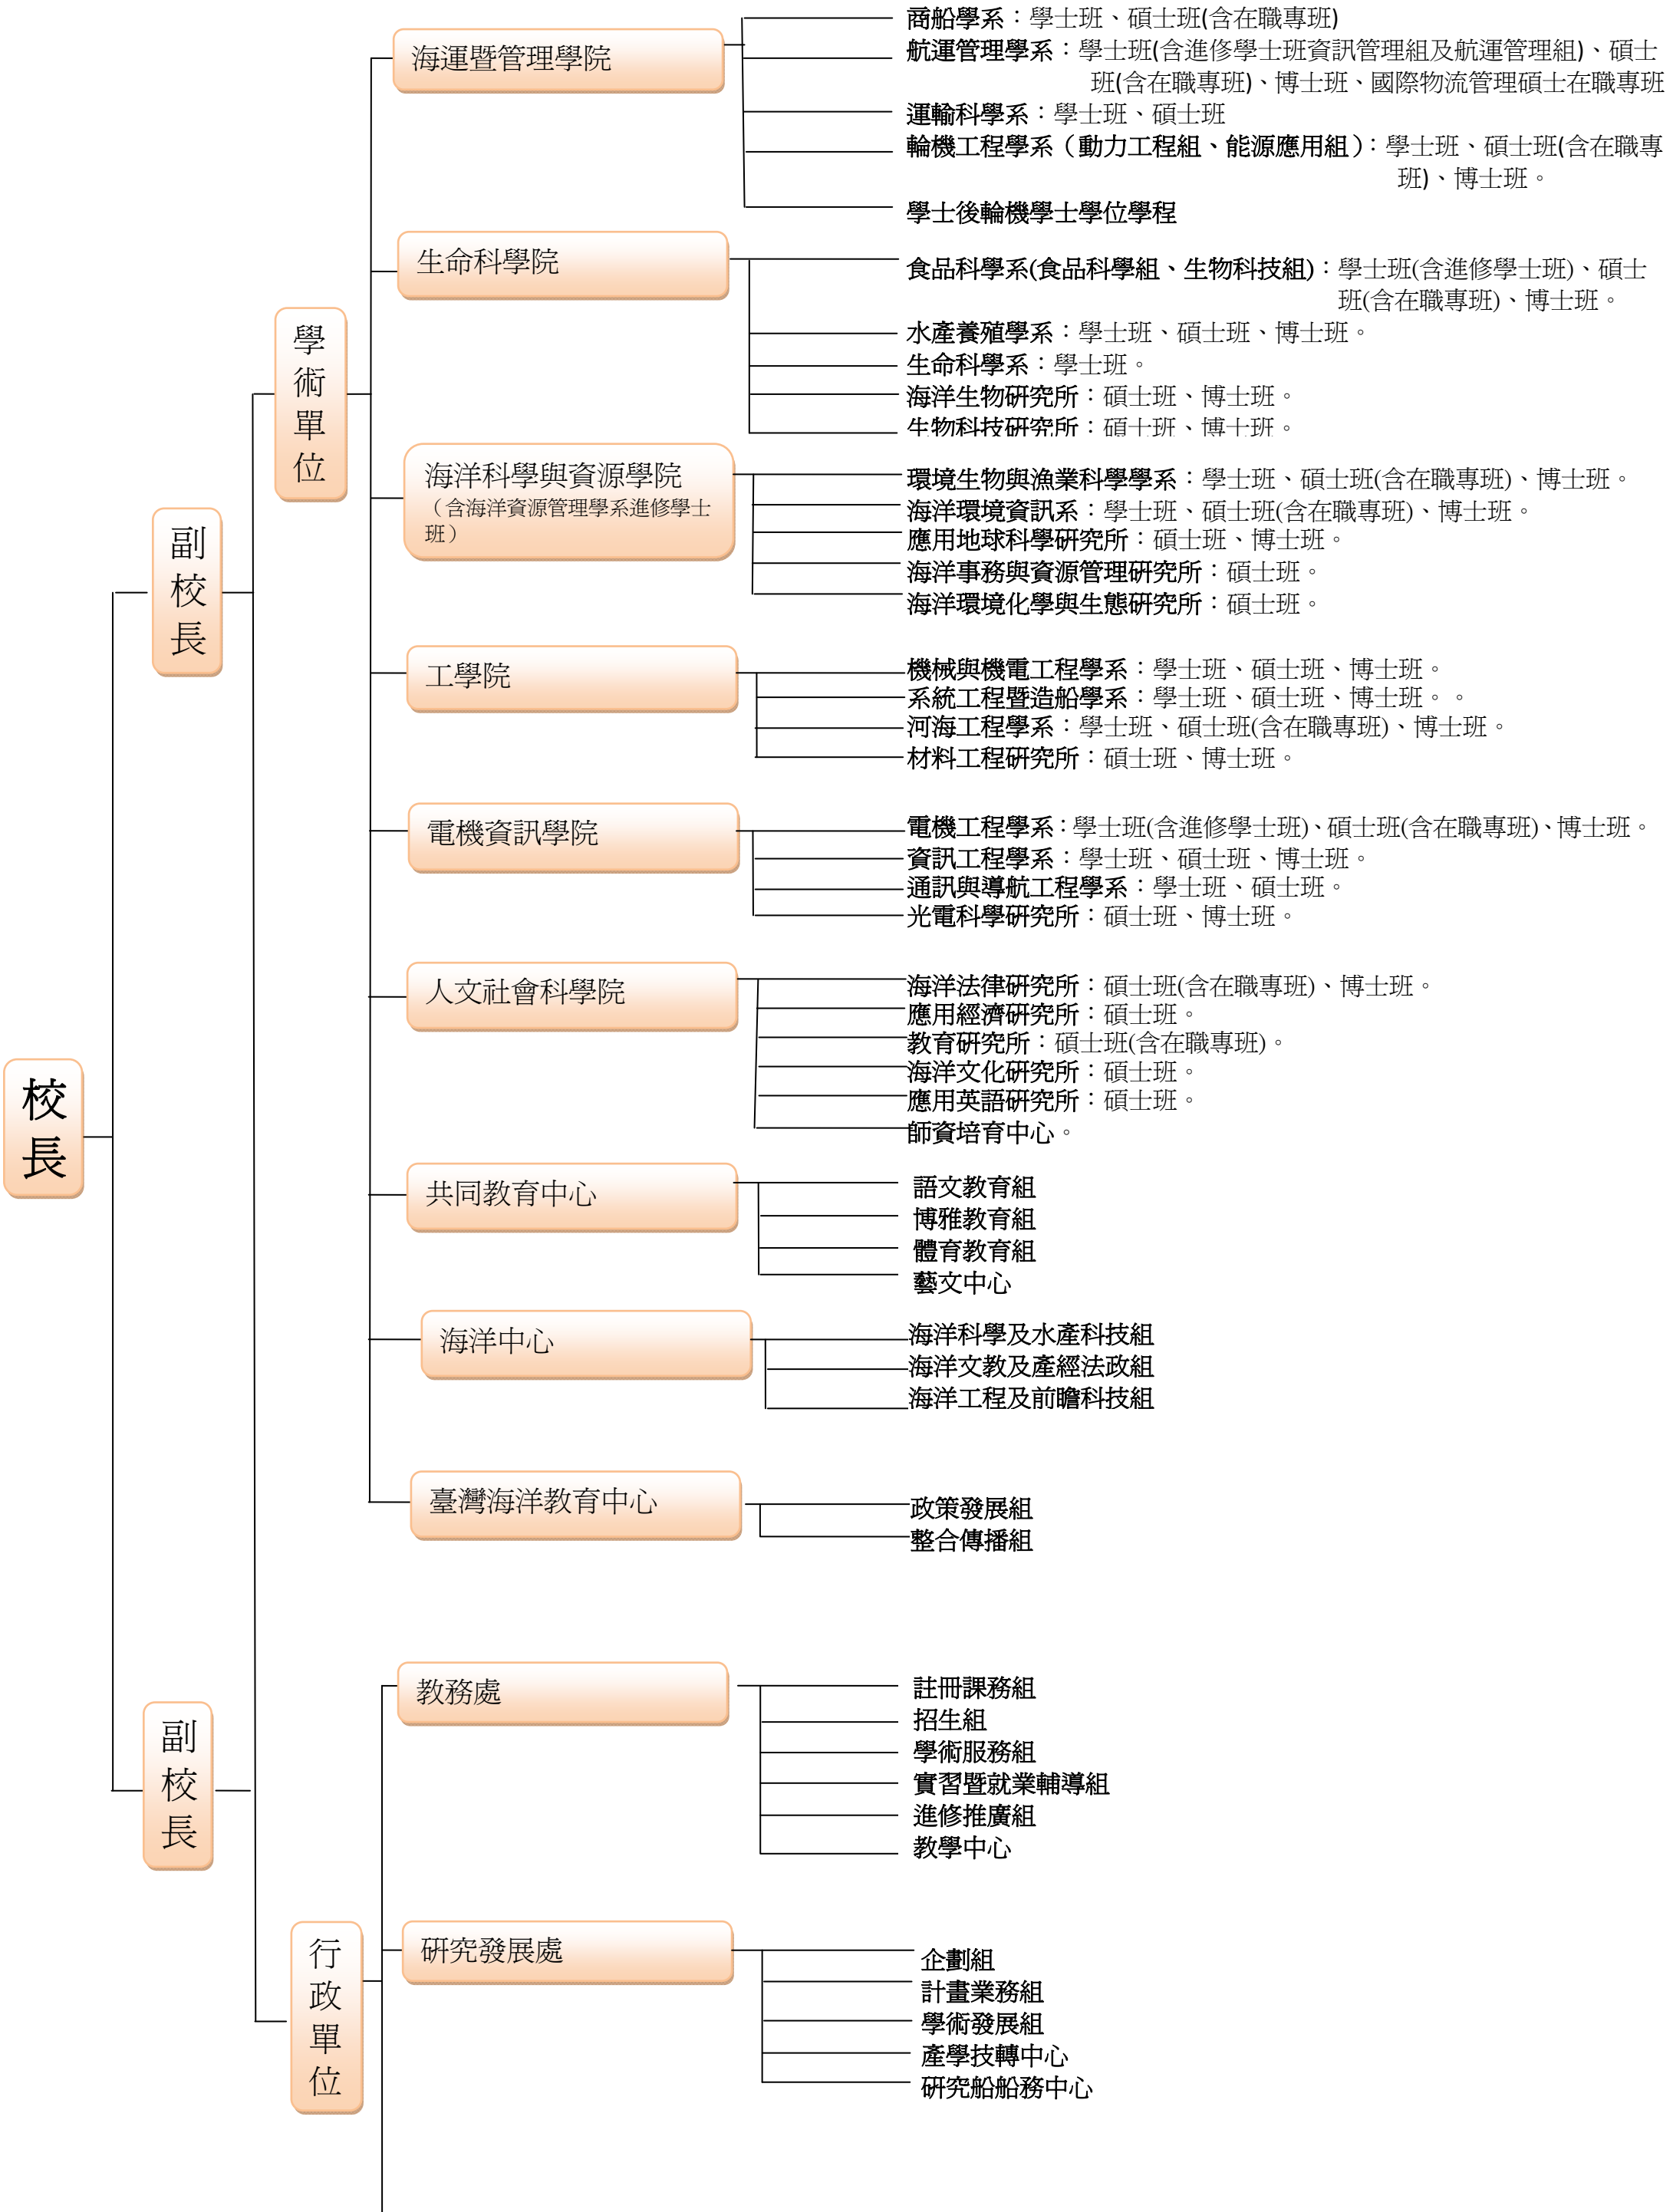 校長
副校長
副校長
學術單位
行政單位
海運暨管理學院
商船學系：學士班、碩士班(含在職專班)
航運管理學系：學士班(含進修學士班資訊管理組及航運管理組)、碩士
班(含在職專班)、博士班、國際物流管理碩士在職專班
運輸科學系：學士班、碩士班
輪機工程學系（動力工程組、能源應用組）：學士班、碩士班(含在職專
班)、博士班。
學士後輪機學士學位學程
生命科學院
食品科學系(食品科學組、生物科技組)：學士班(含進修學士班)、碩士
班(含在職專班)、博士班。
水產養殖學系：學士班、碩士班、博士班。
生命科學系：學士班。
海洋生物研究所：碩士班、博士班。
生物科技研究所：碩士班、博士班。
海洋科學與資源學院
（含海洋資源管理學系進修學士
班）
環境生物與漁業科學學系：學士班、碩士班(含在職專班)、博士班。
海洋環境資訊系：學士班、碩士班(含在職專班)、博士班。
應用地球科學研究所：碩士班、博士班。
海洋事務與資源管理研究所：碩士班。
海洋環境化學與生態研究所：碩士班。
工學院
機械與機電工程學系：學士班、碩士班、博士班。
系統工程暨造船學系：學士班、碩士班、博士班。。
河海工程學系：學士班、碩士班(含在職專班)、博士班。
材料工程研究所：碩士班、博士班。
電機資訊學院
電機工程學系：學士班(含進修學士班)、碩士班(含在職專班)、博士班。
資訊工程學系：學士班、碩士班、博士班。
通訊與導航工程學系：學士班、碩士班。
光電科學研究所：碩士班、博士班。
人文社會科學院
海洋法律研究所：碩士班(含在職專班)、博士班。
應用經濟研究所：碩士班。
教育研究所：碩士班(含在職專班)。
海洋文化研究所：碩士班。
應用英語研究所：碩士班。
師資培育中心。
共同教育中心
語文教育組
博雅教育組
體育教育組
藝文中心
海洋中心
海洋科學及水產科技組
海洋文教及產經法政組
海洋工程及前瞻科技組
臺灣海洋教育中心
政策發展組
整合傳播組
教務處
註冊課務組
招生組
學術服務組
實習暨就業輔導組
進修推廣組
教學中心
研究發展處
企劃組
計畫業務組
學術發展組
產學技轉中心
研究船船務中心